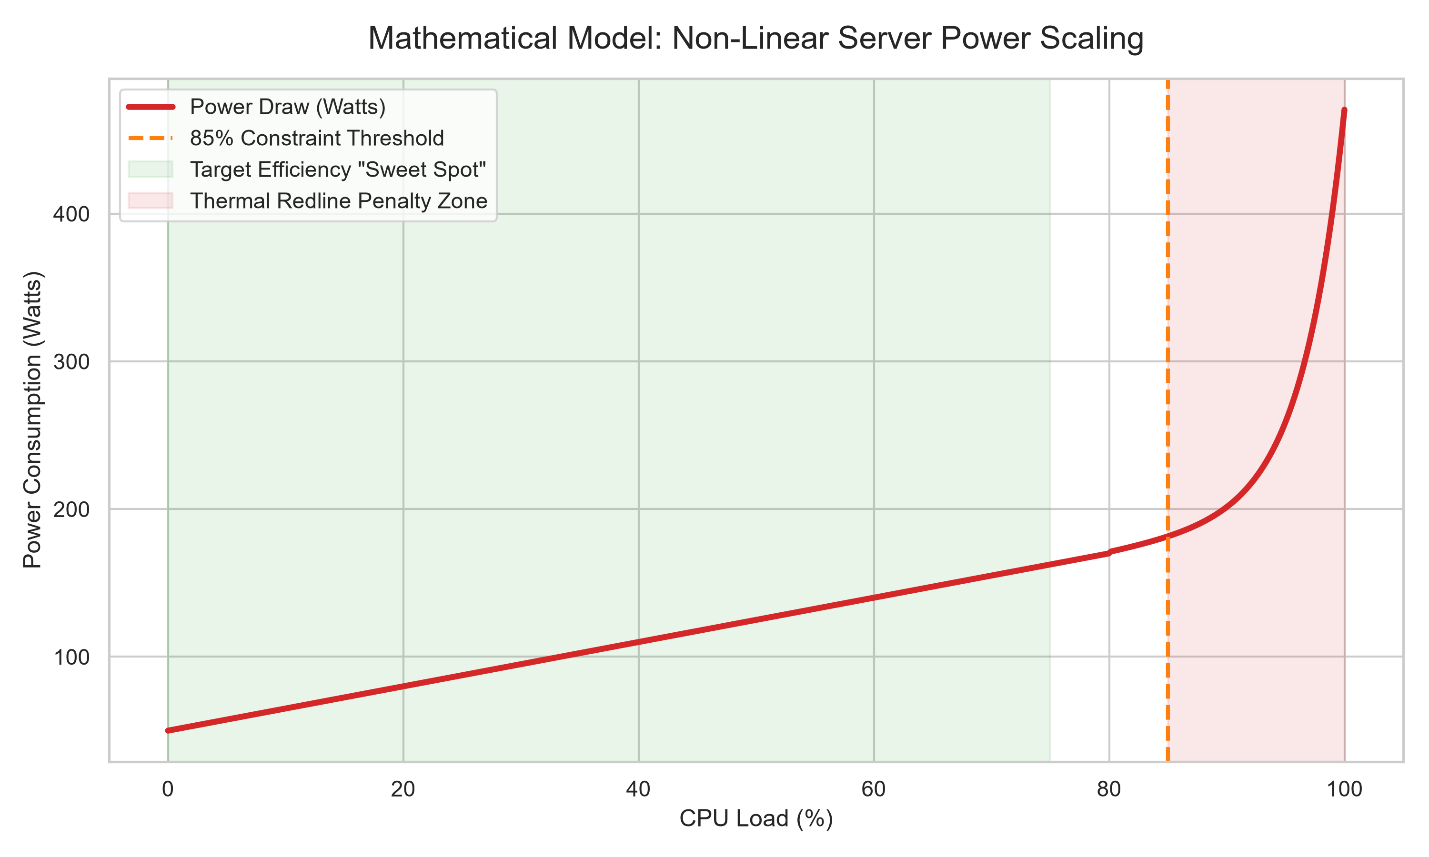 Mathematical Model: Non-Linear Server Power Scaling
Power Draw (Watts)
85% Constraint Threshold
Target Efficiency "Sweet Spot"
Thermal Redline Penalty Zone
Power Consumption (Watts)
400
300
200
100
0 20 40 60 80 100
CPU Load (%)